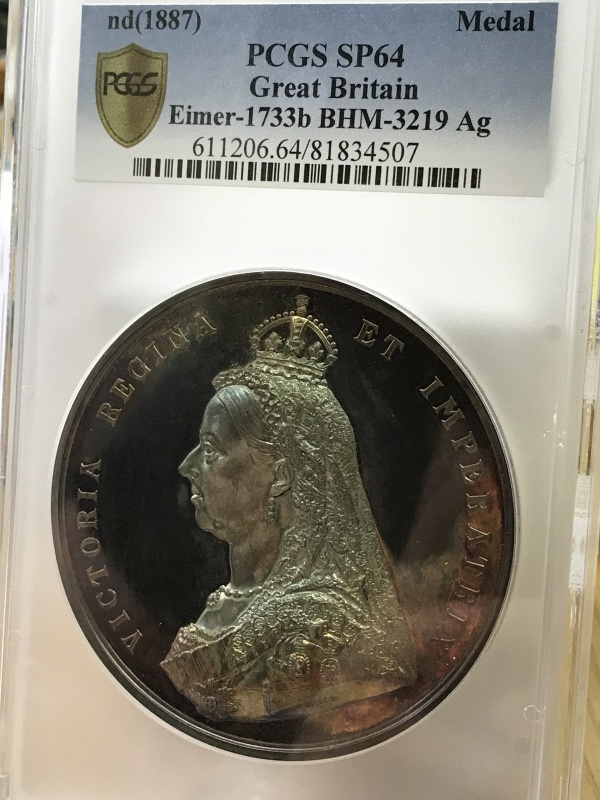 nd(1887) Medal
PCGS PCGS SP64
Great Britain
Eimer-1733b BHM-3219 Ag
611206.64/81834507
VICTORIA REGINA ET IMPERATRIX